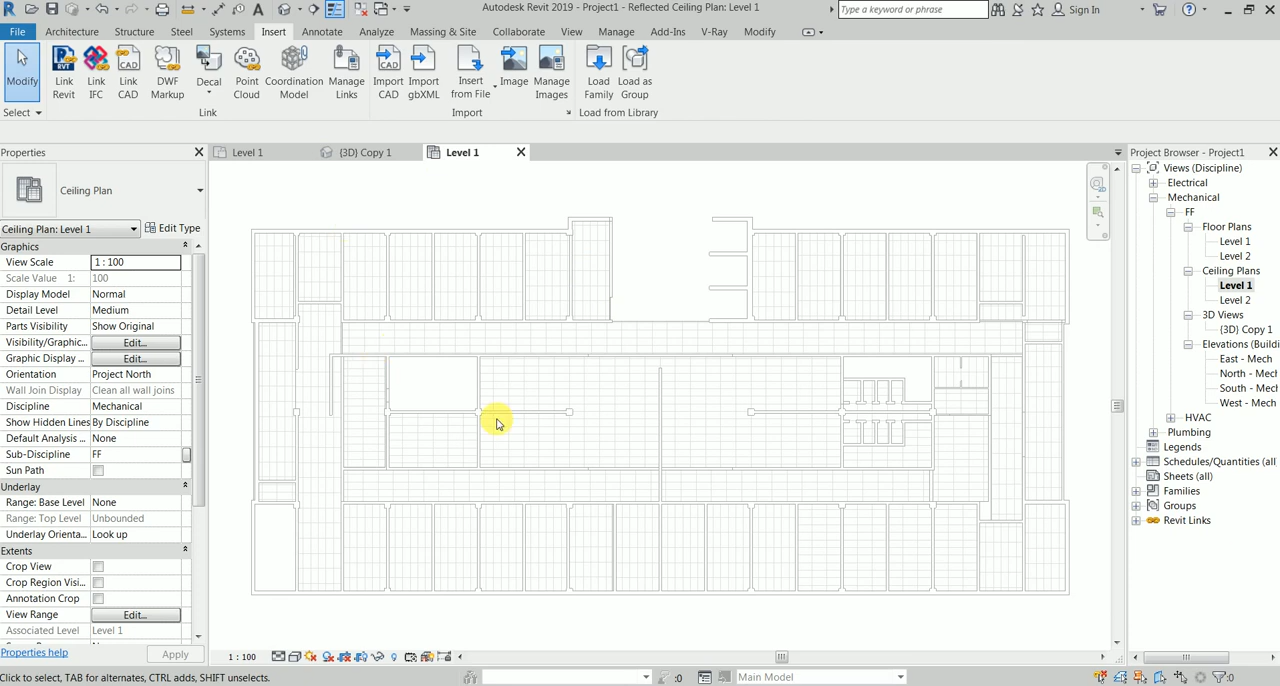 Autodesk Revit 2019 - Project1 - Reflected Ceiling Plan: Level 1
Type a keyword or phrase
Sign In
File Architecture Structure Steel Systems Insert Annotate Analyze Massing & Site Collaborate View Manage Add-Ins V-Ray Modify
Modify
Link Revit
Link IFC
Link CAD
DWF Markup
Decal
Point Cloud
Coordination Model
Manage Links
Import CAD
Import gbXML
Insert from File
Image
Manage Images
Load Family
Load as Group
Select
Link
Import
Load from Library
Properties
Level 1
{3D} Copy 1
Level 1
Project Browser - Project1
Ceiling Plan
Ceiling Plan: Level 1
Edit Type
Graphics
View Scale 1 : 100
Scale Value 1: 100
Display Model Normal
Detail Level Medium
Parts Visibility Show Original
Visibility/Graphic... Edit...
Graphic Display ... Edit...
Orientation Project North
Wall Join Display Clean all wall joins
Discipline Mechanical
Show Hidden Lines By Discipline
Default Analysis ... None
Sub-Discipline FF
Sun Path
Underlay
Range: Base Level None
Range: Top Level Unbounded
Underlay Orienta... Look up
Extents
Crop View
Crop Region Visi...
Annotation Crop
View Range Edit...
Associated Level Level 1
Properties help
Apply
Views (Discipline)
Electrical
Mechanical
FF
Floor Plans
Level 1
Level 2
Ceiling Plans
Level 1
Level 2
3D Views
{3D} Copy 1
Elevations (Buildi
East - Mech
North - Mech
South - Mech
West - Mech
HVAC
Plumbing
Legends
Schedules/Quantities (all
Sheets (all)
Families
Groups
Revit Links
1 : 100
Click to select, TAB for alternates, CTRL adds, SHIFT unselects.
:0
Main Model
:0